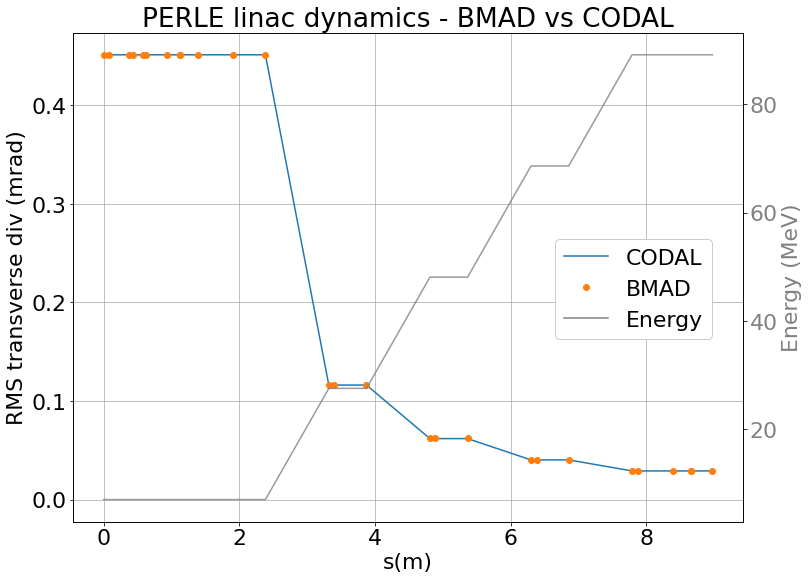 PERLE linac dynamics - BMAD vs CODAL
RMS transverse div (mrad)
0.4
0.3
0.2
0.1
0.0
80
60
40
20
Energy (MeV)
CODAL
BMAD
Energy
0 2 4 6 8
s(m)